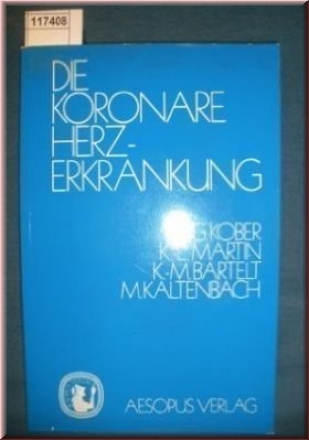 117408
DIE
KORONARE
HERZ-
ERKRANKUNG
G KOBER
K-E. MARTIN
K-M. BARTELT
M. KALTENBACH
AESOPUS VERLAG